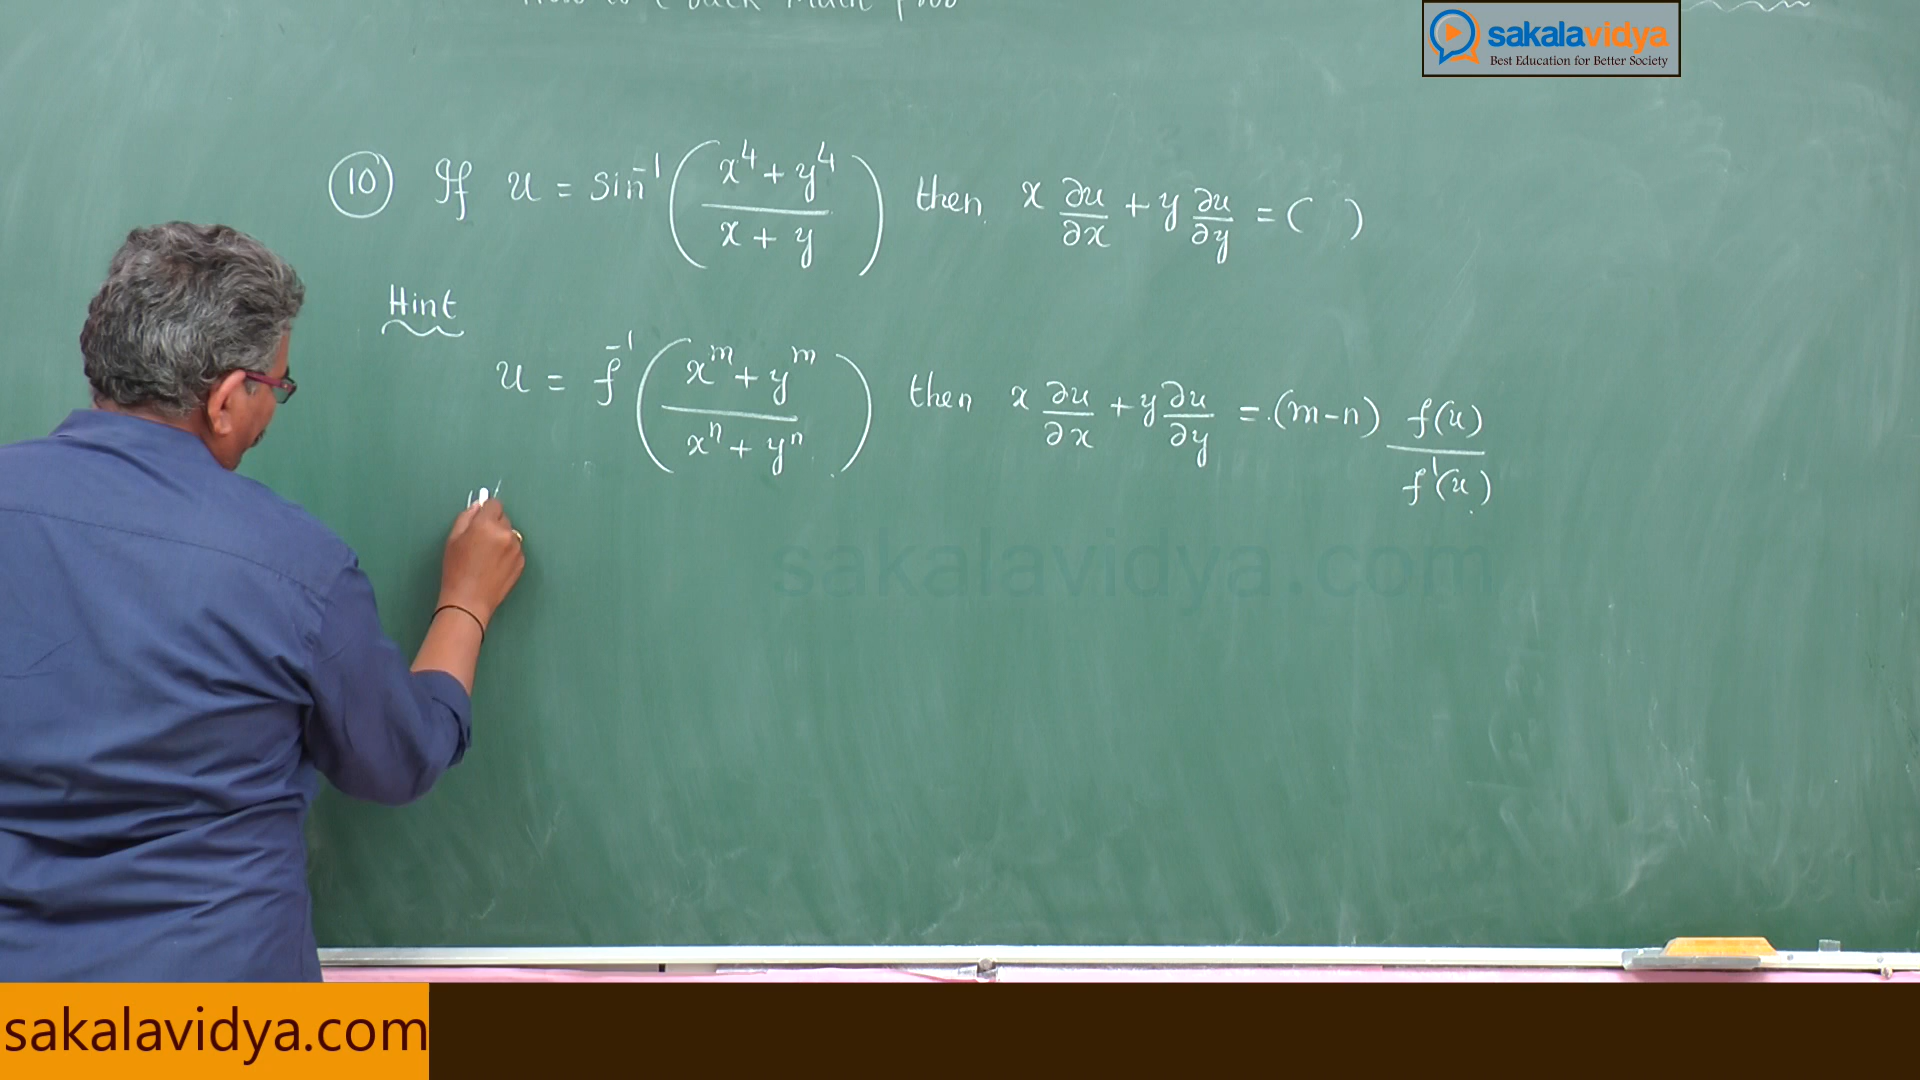 sakalavidya
Best Education for Better Society
10 If u = sin⁻¹ ( (x⁴ + y⁴) / (x + y) ) then x ∂u/∂x + y ∂u/∂y = ( )
Hint
u = f⁻¹ ( (xᵐ + yᵐ) / (xⁿ + yⁿ) ) then x ∂u/∂x + y ∂u/∂y = (m-n) f(u) / f'(u)
sakalavidya.com
sakalavidya.com